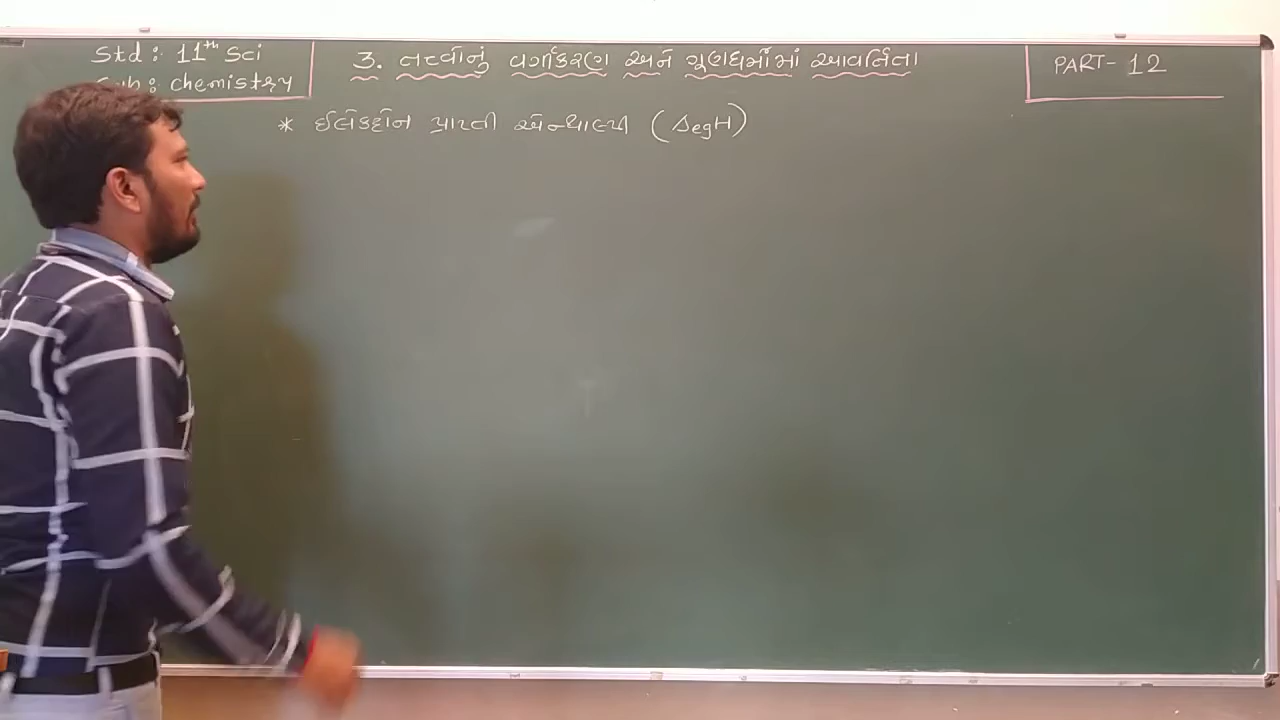 Std : 11th Sci
Sub : chemistry
3. તત્ત્વોનું વર્ગીકરણ અને ગુણધર્મોમાં આવર્તિતા
PART- 12
* ઈલેક્ટ્રોન પ્રાપ્તી એન્થાલ્પી (ΔegH)